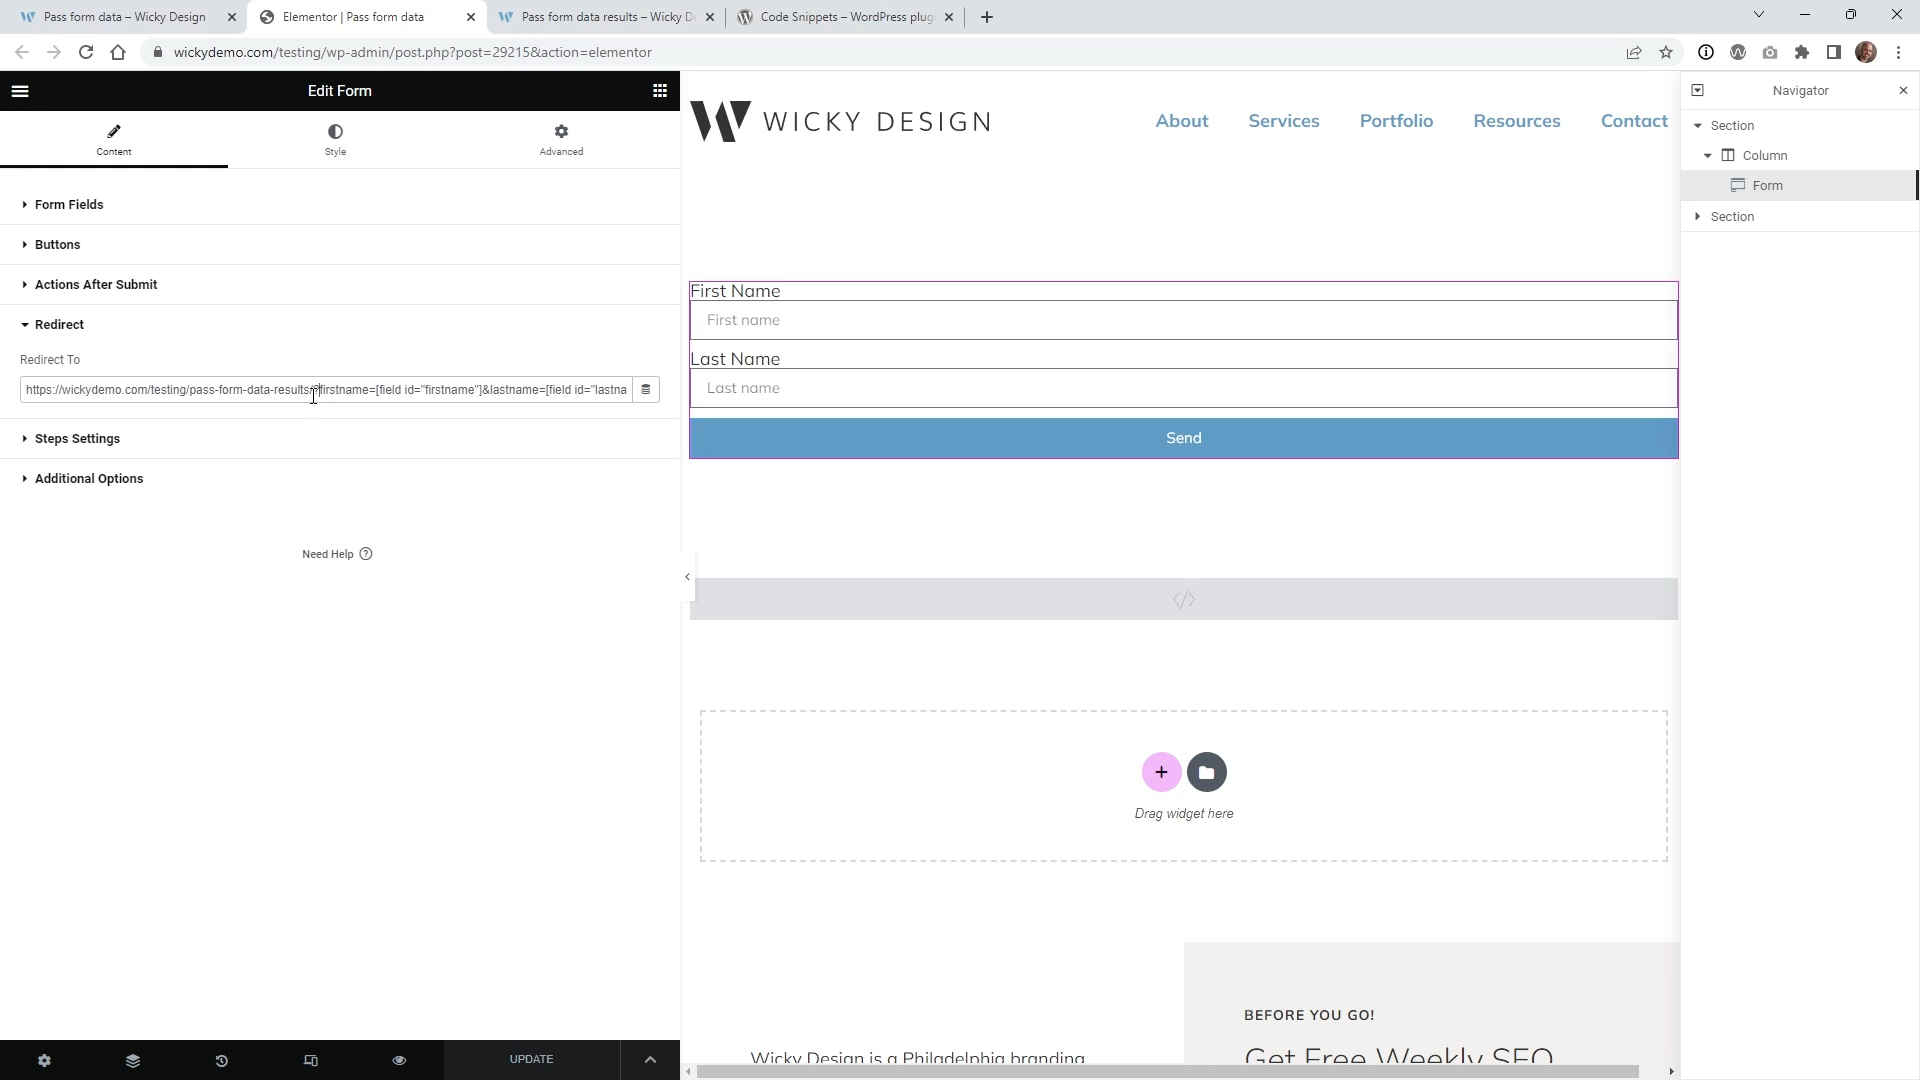 Pass form data – Wicky Design
Elementor | Pass form data
Pass form data results – Wicky De
Code Snippets – WordPress plug
wickydemo.com/testing/wp-admin/post.php?post=29215&action=elementor
Edit Form
Content
Style
Advanced
Form Fields
Buttons
Actions After Submit
Redirect
Redirect To
https://wickydemo.com/testing/pass-form-data-results/?firstname=[field id="firstname"]&lastname=[field id="lastna
Steps Settings
Additional Options
Need Help
UPDATE
WICKY DESIGN
About
Services
Portfolio
Resources
Contact
First Name
First name
Last Name
Last name
Send
Drag widget here
BEFORE YOU GO!
Get Free Weekly SEO
Wicky Design is a Philadelphia branding
Navigator
Section
Column
Form
Section